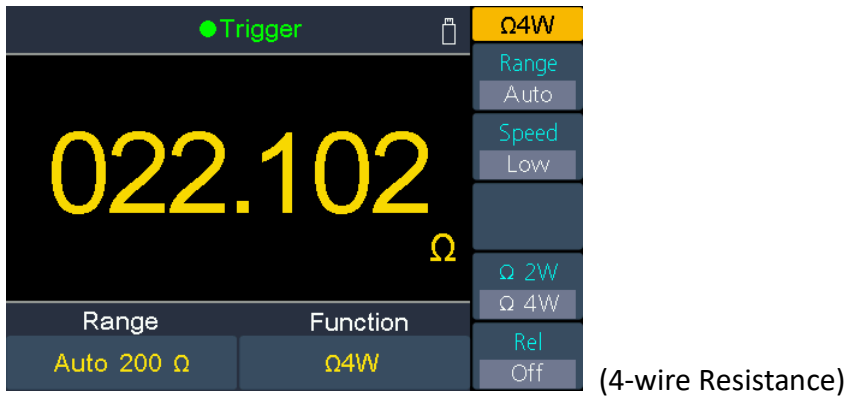 Trigger
Ω4W
Range
Auto
Speed
Low
022.102
Ω
Ω 2W
Ω 4W
Range
Function
Auto 200 Ω
Ω4W
Rel
Off
(4-wire Resistance)